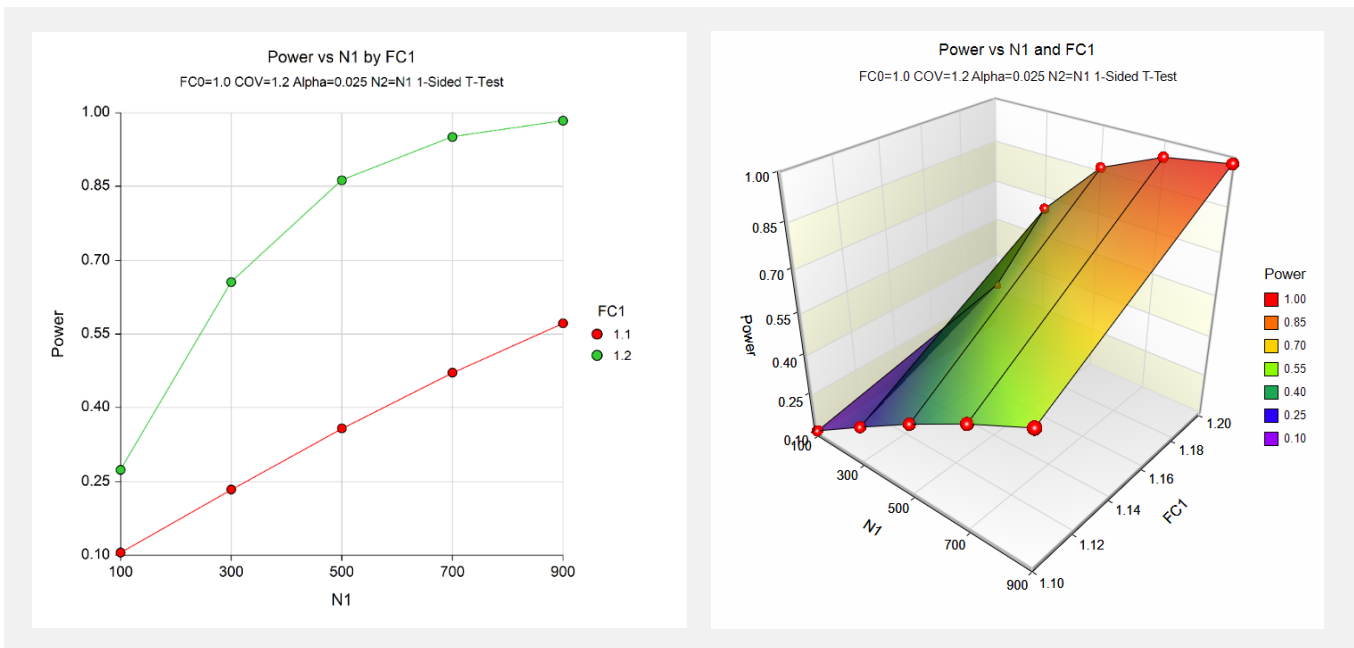 Power vs N1 by FC1
FC0=1.0 COV=1.2 Alpha=0.025 N2=N1 1-Sided T-Test
1.00
0.85
0.70
0.55
0.40
0.25
0.10
Power
100 300 500 700 900
N1
FC1
1.1
1.2
Power vs N1 and FC1
FC0=1.0 COV=1.2 Alpha=0.025 N2=N1 1-Sided T-Test
1.00
0.85
0.70
0.55
0.40
0.25
0.10
Power
100
300
500
700
900
N1
1.10
1.12
1.14
1.16
1.18
1.20
FC1
Power
1.00
0.85
0.70
0.55
0.40
0.25
0.10